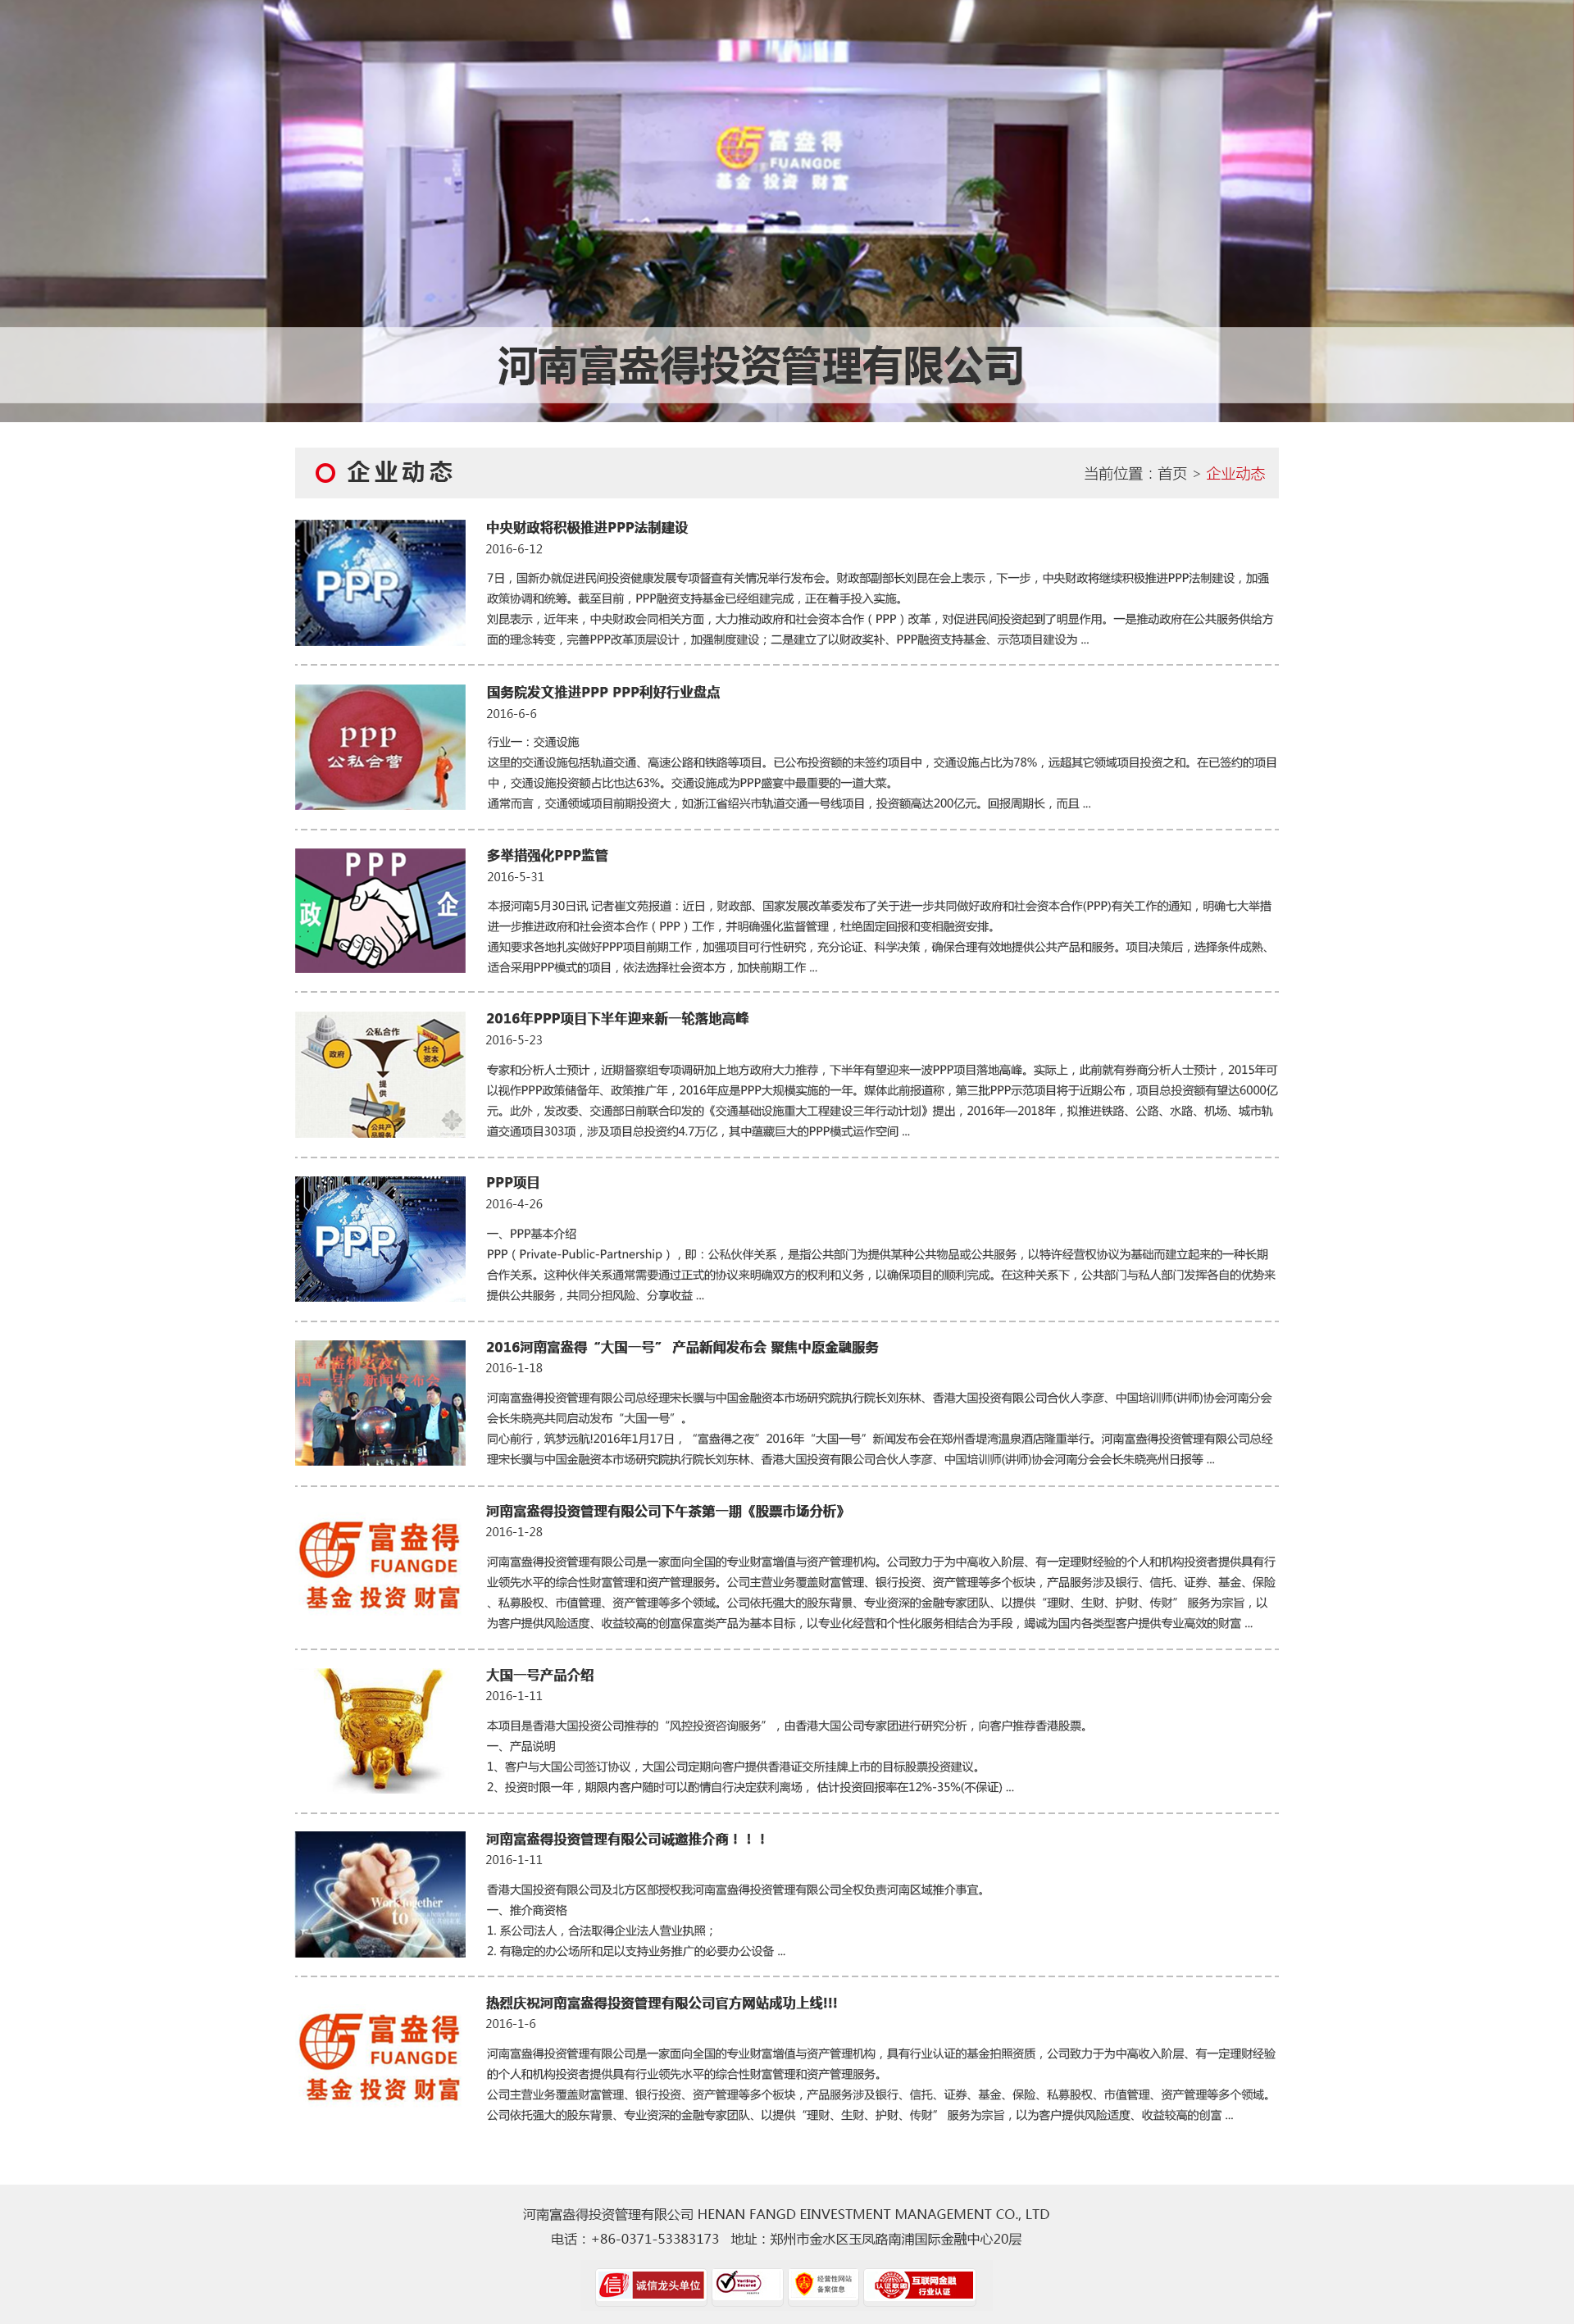 富盎得
FUANGDE
基金 投资 财富
河南富盎得投资管理有限公司
企业动态
当前位置：首页 > 企业动态
PPP
中央财政将积极推进PPP法制建设
2016-6-12
7日，国新办就促进民间投资健康发展专项督查有关情况举行发布会。财政部副部长刘昆在会上表示，下一步，中央财政将继续积极推进PPP法制建设，加强
政策协调和统筹。截至目前，PPP融资支持基金已经组建完成，正在着手投入实施。
刘昆表示，近年来，中央财政会同相关方面，大力推动政府和社会资本合作（PPP）改革，对促进民间投资起到了明显作用。一是推动政府在公共服务供给方
面的理念转变，完善PPP改革顶层设计，加强制度建设；二是建立了以财政奖补、PPP融资支持基金、示范项目建设为 ...
ppp
公私合营
国务院发文推进PPP PPP利好行业盘点
2016-6-6
行业一：交通设施
这里的交通设施包括轨道交通、高速公路和铁路等项目。已公布投资额的未签约项目中，交通设施占比为78%，远超其它领域项目投资之和。在已签约的项目
中，交通设施投资额占比也达63%。交通设施成为PPP盛宴中最重要的一道大菜。
通常而言，交通领域项目前期投资大，如浙江省绍兴市轨道交通一号线项目，投资额高达200亿元。回报周期长，而且 ...
PPP
政
企
多举措强化PPP监管
2016-5-31
本报河南5月30日讯 记者崔文苑报道：近日，财政部、国家发展改革委发布了关于进一步共同做好政府和社会资本合作(PPP)有关工作的通知，明确七大举措
进一步推进政府和社会资本合作（PPP）工作，并明确强化监督管理，杜绝固定回报和变相融资安排。
通知要求各地扎实做好PPP项目前期工作，加强项目可行性研究，充分论证、科学决策，确保合理有效地提供公共产品和服务。项目决策后，选择条件成熟、
适合采用PPP模式的项目，依法选择社会资本方，加快前期工作 ...
公私合作
政府
社会
资本
提
供
公共产
品服务
2016年PPP项目下半年迎来新一轮落地高峰
2016-5-23
专家和分析人士预计，近期督察组专项调研加上地方政府大力推荐，下半年有望迎来一波PPP项目落地高峰。实际上，此前就有券商分析人士预计，2015年可
以视作PPP政策储备年、政策推广年，2016年应是PPP大规模实施的一年。媒体此前报道称，第三批PPP示范项目将于近期公布，项目总投资额有望达6000亿
元。此外，发改委、交通部日前联合印发的《交通基础设施重大工程建设三年行动计划》提出，2016年—2018年，拟推进铁路、公路、水路、机场、城市轨
道交通项目303项，涉及项目总投资约4.7万亿，其中蕴藏巨大的PPP模式运作空间 ...
PPP
PPP项目
2016-4-26
一、PPP基本介绍
PPP（Private-Public-Partnership），即：公私伙伴关系，是指公共部门为提供某种公共物品或公共服务，以特许经营权协议为基础而建立起来的一种长期
合作关系。这种伙伴关系通常需要通过正式的协议来明确双方的权利和义务，以确保项目的顺利完成。在这种关系下，公共部门与私人部门发挥各自的优势来
提供公共服务，共同分担风险、分享收益 ...
富盎得之夜
国一号”新闻发布会
2016河南富盎得“大国一号” 产品新闻发布会 聚焦中原金融服务
2016-1-18
河南富盎得投资管理有限公司总经理宋长骥与中国金融资本市场研究院执行院长刘东林、香港大国投资有限公司合伙人李彦、中国培训师(讲师)协会河南分会
会长朱晓亮共同启动发布“大国一号”。
同心前行，筑梦远航!2016年1月17日，“富盎得之夜”2016年“大国一号”新闻发布会在郑州香堤湾温泉酒店隆重举行。河南富盎得投资管理有限公司总经
理宋长骥与中国金融资本市场研究院执行院长刘东林、香港大国投资有限公司合伙人李彦、中国培训师(讲师)协会河南分会会长朱晓亮州日报等 ...
富盎得
FUANGDE
基金 投资 财富
河南富盎得投资管理有限公司下午茶第一期《股票市场分析》
2016-1-28
河南富盎得投资管理有限公司是一家面向全国的专业财富增值与资产管理机构。公司致力于为中高收入阶层、有一定理财经验的个人和机构投资者提供具有行
业领先水平的综合性财富管理和资产管理服务。公司主营业务覆盖财富管理、银行投资、资产管理等多个板块，产品服务涉及银行、信托、证券、基金、保险
、私募股权、市值管理、资产管理等多个领域。公司依托强大的股东背景、专业资深的金融专家团队、以提供“理财、生财、护财、传财” 服务为宗旨，以
为客户提供风险适度、收益较高的创富保富类产品为基本目标，以专业化经营和个性化服务相结合为手段，竭诚为国内各类型客户提供专业高效的财富 ...
大国一号产品介绍
2016-1-11
本项目是香港大国投资公司推荐的“风控投资咨询服务”，由香港大国公司专家团进行研究分析，向客户推荐香港股票。
一、产品说明
1、客户与大国公司签订协议，大国公司定期向客户提供香港证交所挂牌上市的目标股票投资建议。
2、投资时限一年，期限内客户随时可以酌情自行决定获利离场， 估计投资回报率在12%-35%(不保证) ...
Work together
to
河南富盎得投资管理有限公司诚邀推介商！！！
2016-1-11
香港大国投资有限公司及北方区部授权我河南富盎得投资管理有限公司全权负责河南区域推介事宜。
一、推介商资格
1. 系公司法人，合法取得企业法人营业执照；
2. 有稳定的办公场所和足以支持业务推广的必要办公设备 ...
富盎得
FUANGDE
基金 投资 财富
热烈庆祝河南富盎得投资管理有限公司官方网站成功上线!!!
2016-1-6
河南富盎得投资管理有限公司是一家面向全国的专业财富增值与资产管理机构，具有行业认证的基金拍照资质，公司致力于为中高收入阶层、有一定理财经验
的个人和机构投资者提供具有行业领先水平的综合性财富管理和资产管理服务。
公司主营业务覆盖财富管理、银行投资、资产管理等多个板块，产品服务涉及银行、信托、证券、基金、保险、私募股权、市值管理、资产管理等多个领域。
公司依托强大的股东背景、专业资深的金融专家团队、以提供“理财、生财、护财、传财” 服务为宗旨，以为客户提供风险适度、收益较高的创富 ...
河南富盎得投资管理有限公司 HENAN FANGD EINVESTMENT MANAGEMENT CO., LTD
电话：+86-0371-53383173 地址：郑州市金水区玉凤路南浦国际金融中心20层
信 诚信龙头单位
VeriSign
Secured
经营性网站
备案信息
认证联盟
互联网金融
行业认证